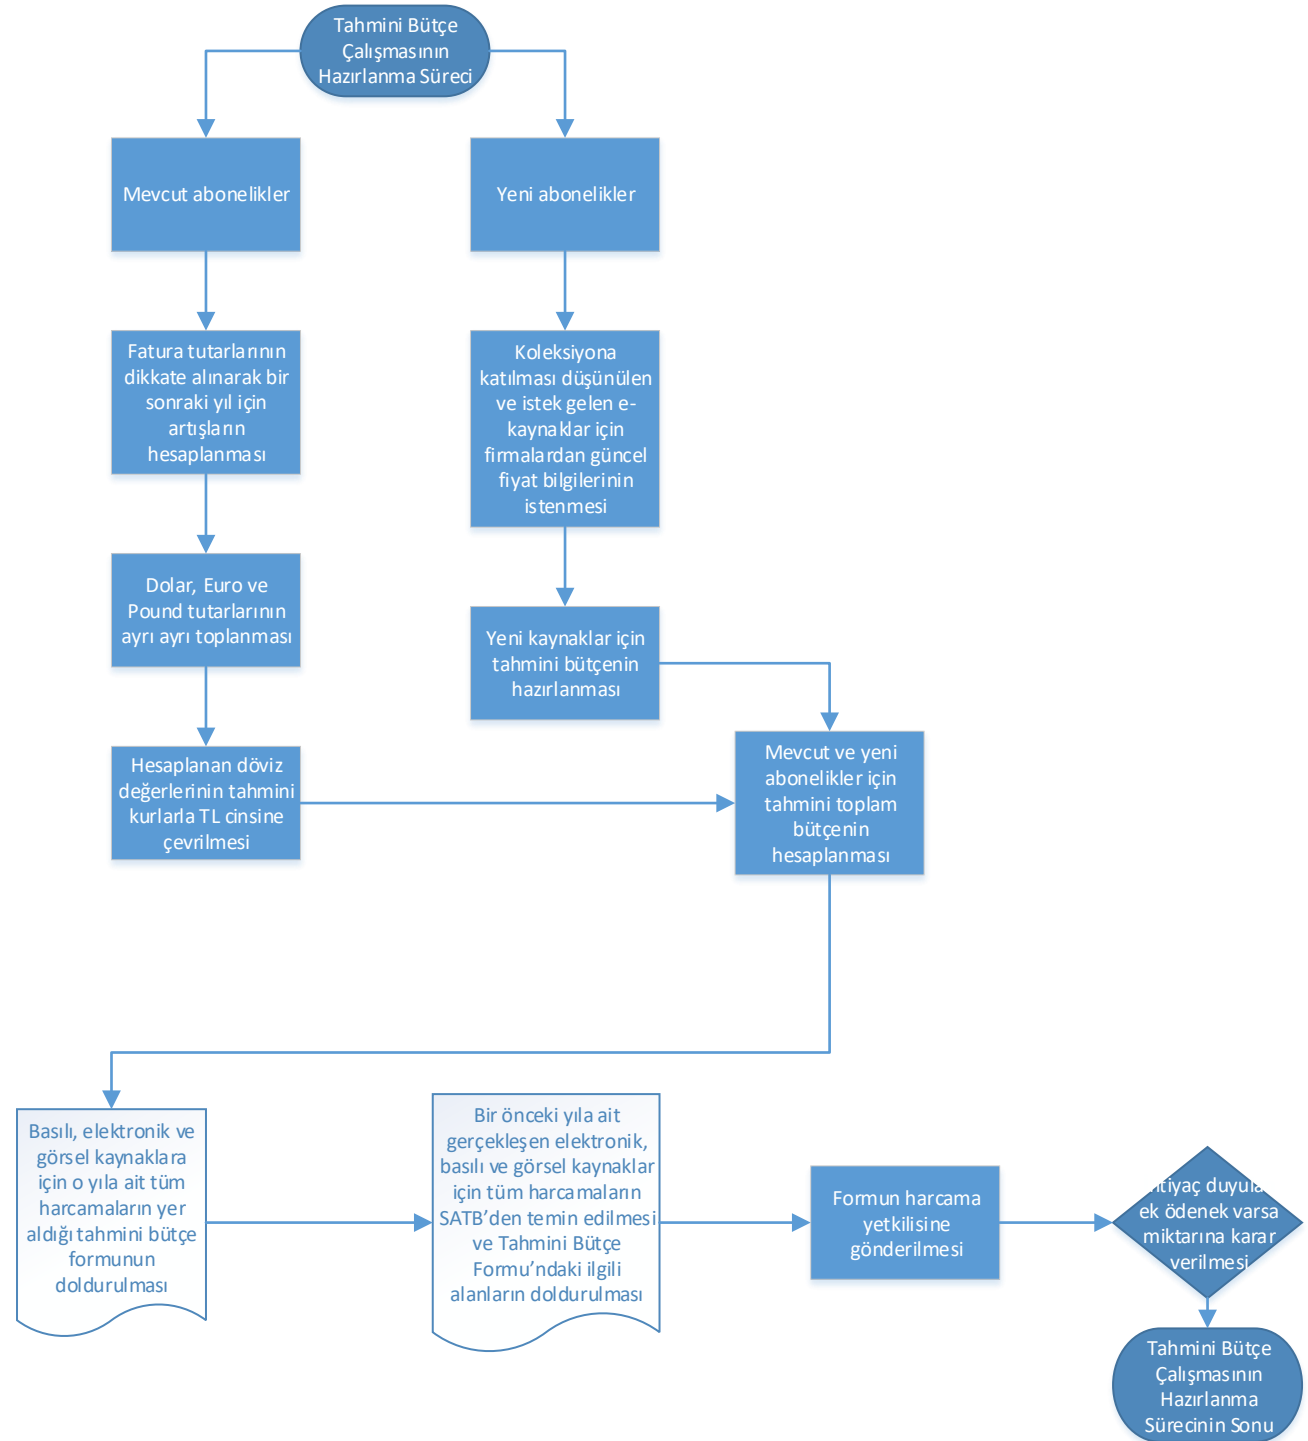 Tahmini Bütçe
Çalışmasının
Hazırlanma Süreci
Mevcut abonelikler
Yeni abonelikler
Fatura tutarlarının
dikkate alınarak bir
sonraki yıl için
artışların
hesaplanması
Koleksiyona
katılması düşünülen
ve istek gelen e-
kaynaklar için
firmalardan güncel
fiyat bilgilerinin
istenmesi
Dolar, Euro ve
Pound tutarlarının
ayrı ayrı toplanması
Yeni kaynaklar için
tahmini bütçenin
hazırlanması
Hesaplanan döviz
değerlerinin tahmini
kurlarla TL cinsine
çevrilmesi
Mevcut ve yeni
abonelikler için
tahmini toplam
bütçenin
hesaplanması
Basılı, elektronik ve
görsel kaynaklara
için o yıla ait tüm
harcamaların yer
aldığı tahmini bütçe
formunun
doldurulması
Bir önceki yıla ait
gerçekleşen elektronik,
basılı ve görsel kaynaklar
için tüm harcamaların
SATB’den temin edilmesi
ve Tahmini Bütçe
Formu’ndaki ilgili
alanların doldurulması
Formun harcama
yetkilisine
gönderilmesi
ek ödenek varsa
miktarına karar
verilmesi
Tahmini Bütçe
Çalışmasının
Hazırlanma
Sürecinin Sonu